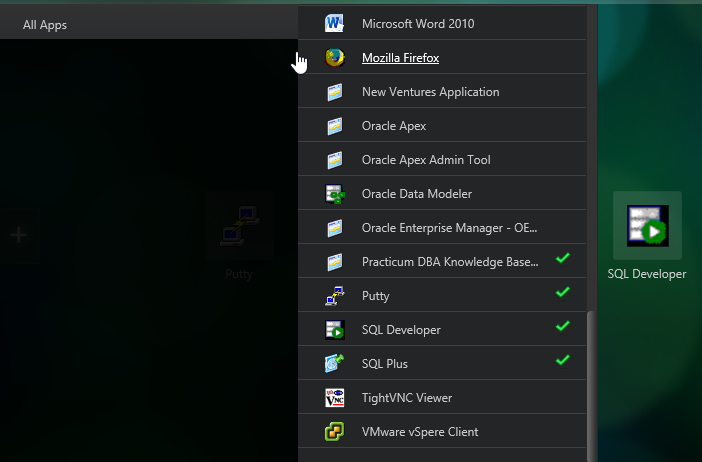 All Apps
Microsoft Word 2010
Mozilla Firefox
New Ventures Application
Oracle Apex
Oracle Apex Admin Tool
Oracle Data Modeler
Oracle Enterprise Manager - OE...
Practicum DBA Knowledge Base...
Putty
SQL Developer
SQL Plus
TightVNC Viewer
VMware vSpere Client
Putty
SQL Developer